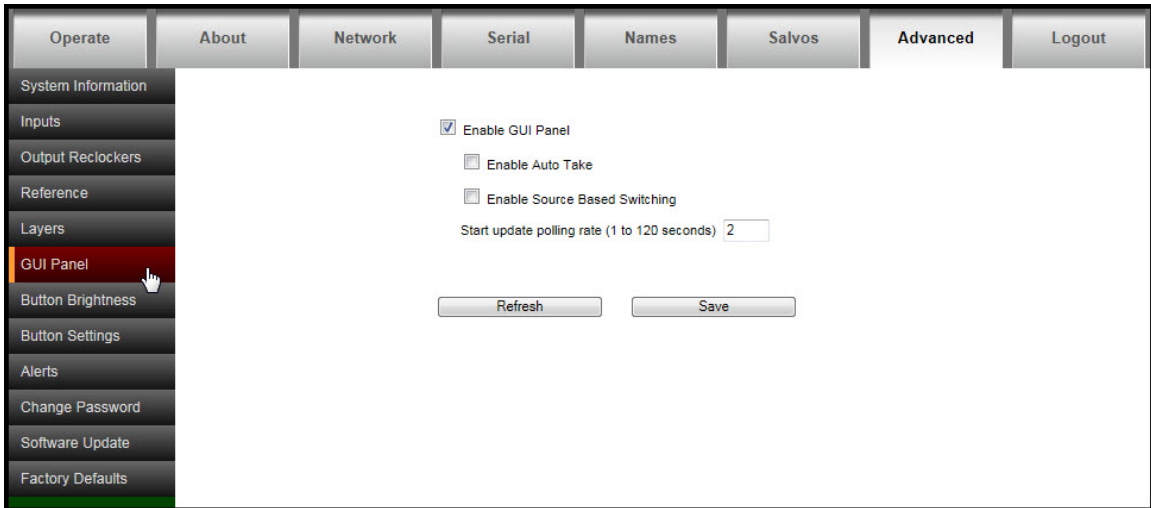 Operate About Network Serial Names Salvos Advanced Logout
System Information
Inputs
Output Reclockers
Reference
Layers
GUI Panel
Button Brightness
Button Settings
Alerts
Change Password
Software Update
Factory Defaults
Enable GUI Panel
Enable Auto Take
Enable Source Based Switching
Start update polling rate (1 to 120 seconds) 2
Refresh Save